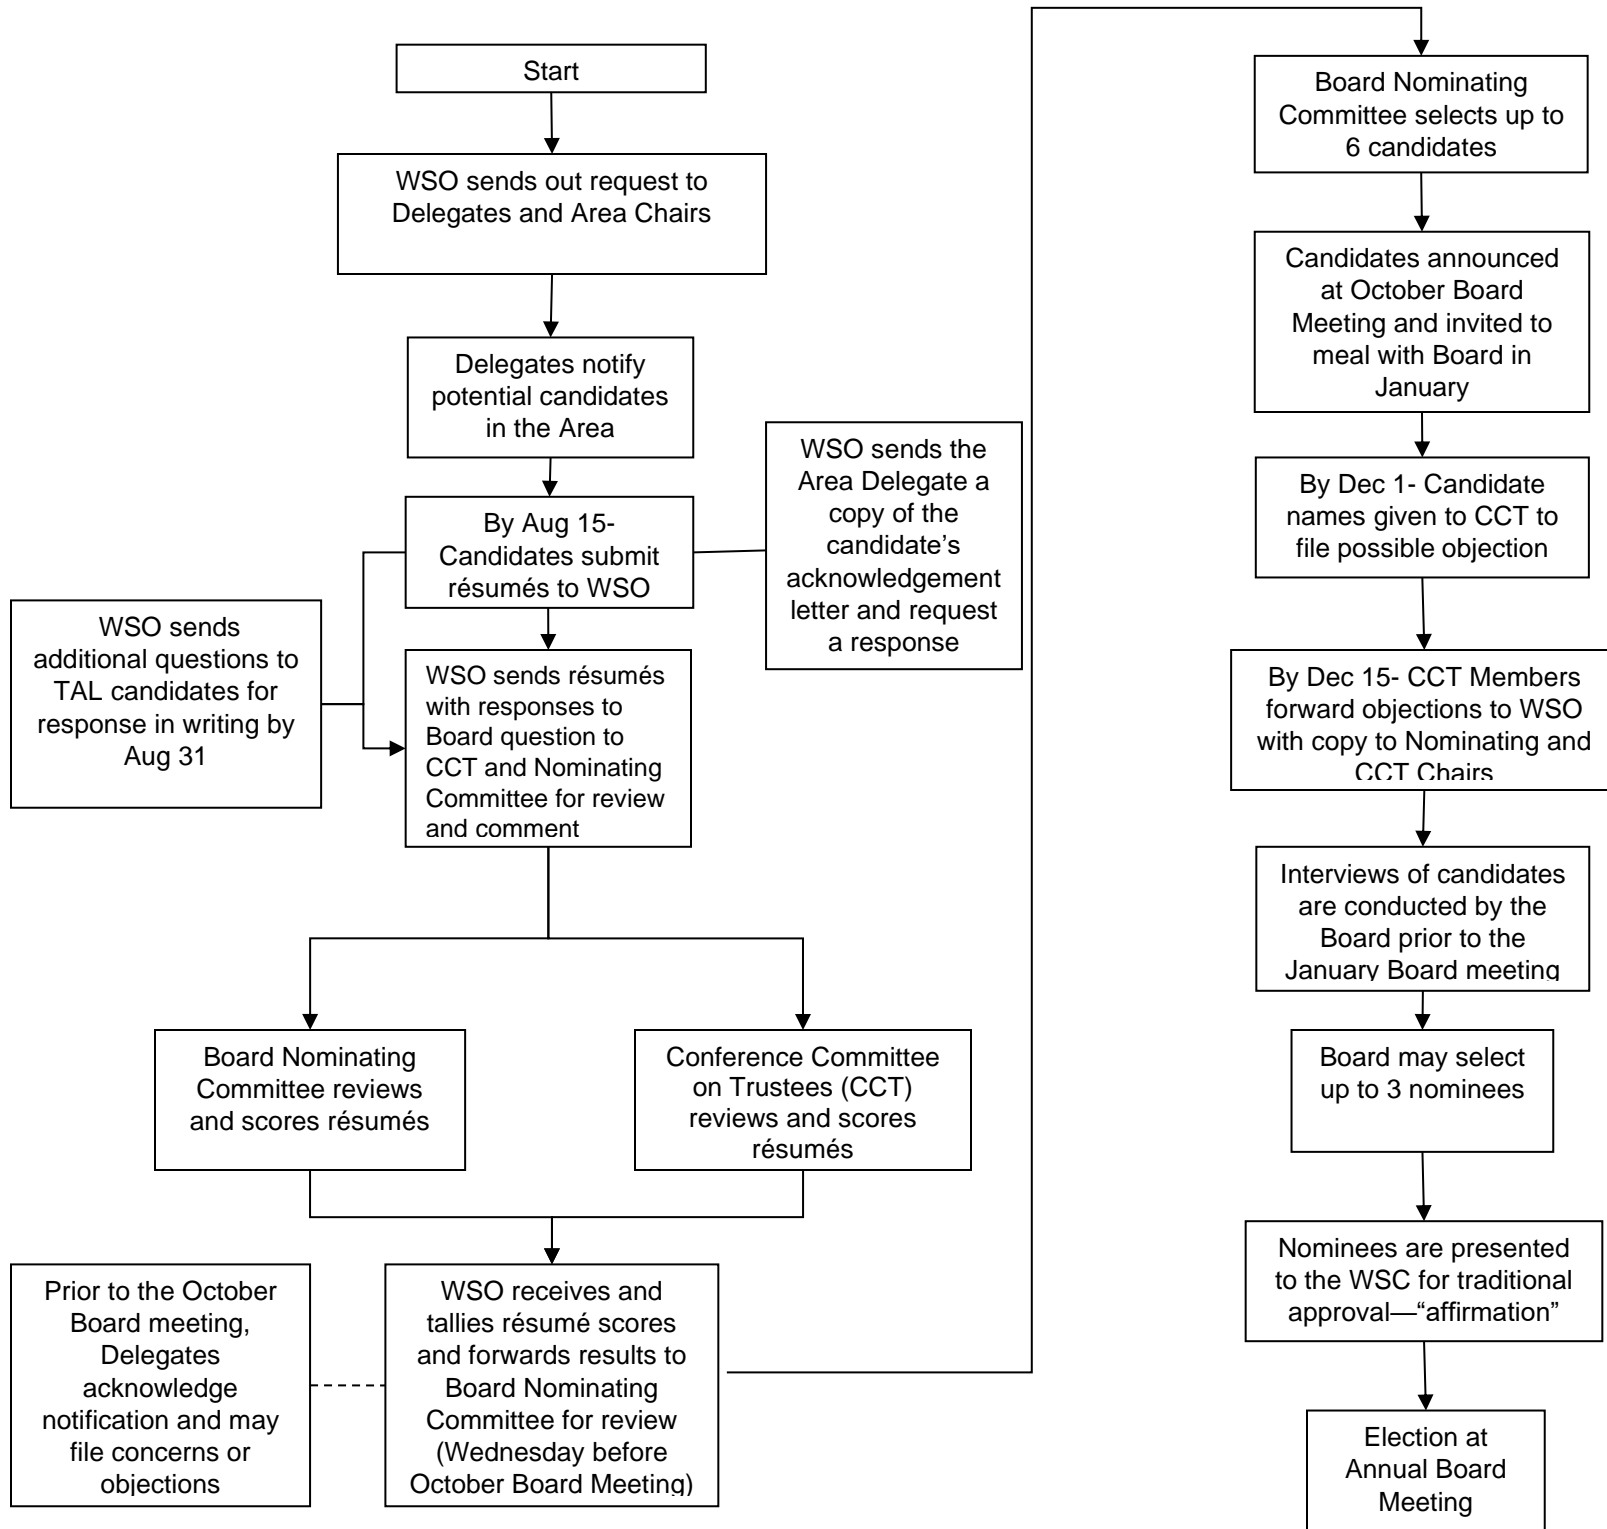 Start
WSO sends out request to
Delegates and Area Chairs
Delegates notify
potential candidates
in the Area
By Aug 15-
Candidates submit
résumés to WSO
WSO sends the
Area Delegate a
copy of the
candidate’s
acknowledgement
letter and request
a response
WSO sends
additional questions to
TAL candidates for
response in writing by
Aug 31
WSO sends résumés
with responses to
Board question to
CCT and Nominating
Committee for review
and comment
Board Nominating
Committee reviews
and scores résumés
Conference Committee
on Trustees (CCT)
reviews and scores
résumés
Prior to the October
Board meeting,
Delegates
acknowledge
notification and may
file concerns or
objections
WSO receives and
tallies résumé scores
and forwards results to
Board Nominating
Committee for review
(Wednesday before
October Board Meeting)
Board Nominating
Committee selects up to
6 candidates
Candidates announced
at October Board
Meeting and invited to
meal with Board in
January
By Dec 1- Candidate
names given to CCT to
file possible objection
By Dec 15- CCT Members
forward objections to WSO
with copy to Nominating and
CCT Chairs
Interviews of candidates
are conducted by the
Board prior to the
January Board meeting
Board may select
up to 3 nominees
Nominees are presented
to the WSC for traditional
approval—“affirmation”
Election at
Annual Board
Meeting